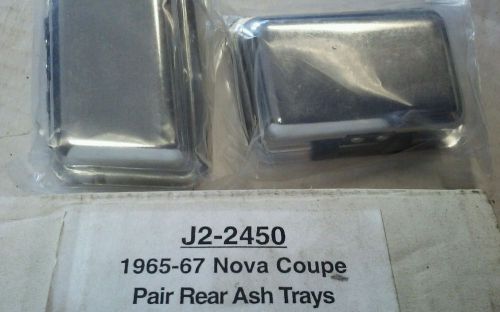 J2-2450
1965-67 Nova Coupe
Pair Rear Ash Trays